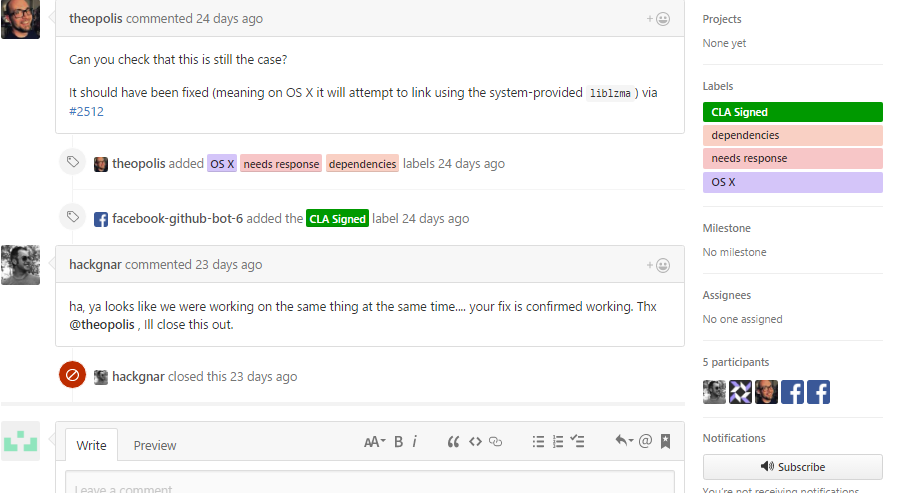 theopolis commented 24 days ago
+
Can you check that this is still the case?
It should have been fixed (meaning on OS X it will attempt to link using the system-provided liblzma ) via
#2512
theopolis added OS X needs response dependencies labels 24 days ago
facebook-github-bot-6 added the CLA Signed label 24 days ago
hackgnar commented 23 days ago
+
ha, ya looks like we were working on the same thing at the same time.... your fix is confirmed working. Thx
@theopolis , Ill close this out.
hackgnar closed this 23 days ago
Write
Preview
AA B i
Leave a comment
Projects
None yet
Labels
CLA Signed
dependencies
needs response
OS X
Milestone
No milestone
Assignees
No one assigned
5 participants
Notifications
Subscribe
You're not receiving notifications